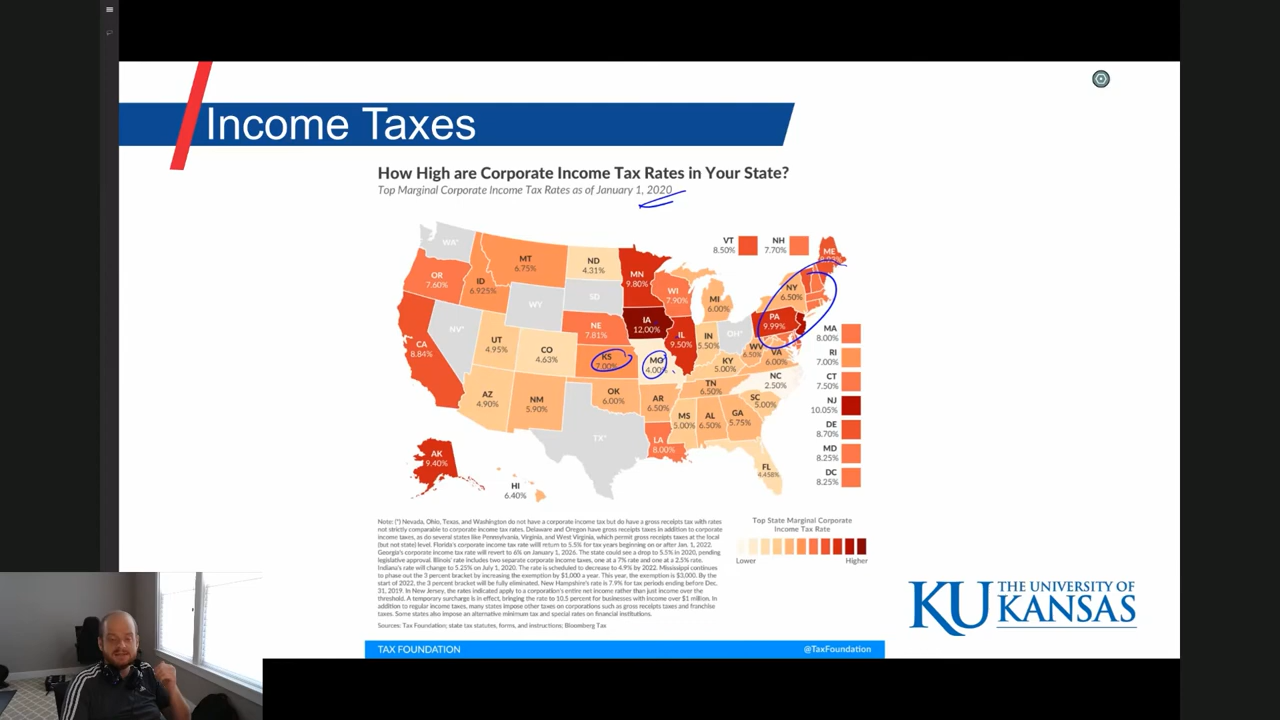 Income Taxes
How High are Corporate Income Tax Rates in Your State?
Top Marginal Corporate Income Tax Rates as of January 1, 2020
VT
8.50%
NH
7.70%
ME
WA*
MT
6.75%
ND
4.31%
MN
9.80%
OR
7.60%
ID
6.925%
WY
SD
WI
7.90%
MI
6.00%
NY
6.50%
IA
12.00%
PA
9.99%
NV*
NE
7.81%
IL
9.50%
IN
5.50%
OH*
CA
8.84%
UT
4.95%
CO
4.63%
KS
7.00%
MO
4.00%
KY
5.00%
WV
6.50%
VA
6.00%
MA
8.00%
RI
7.00%
NC
2.50%
CT
7.50%
AZ
4.90%
NM
5.90%
OK
6.00%
AR
6.50%
TN
6.50%
SC
5.00%
NJ
10.05%
MS
5.00%
AL
6.50%
GA
5.75%
DE
8.70%
TX*
LA
8.00%
MD
8.25%
AK
9.40%
FL
4.458%
DC
8.25%
HI
6.40%
Note: (*) Nevada, Ohio, Texas, and Washington do not have a corporate income tax but do have a gross receipts tax with rates
not strictly comparable to corporate income tax rates. Delaware and Oregon have gross receipts taxes in addition to corporate
income taxes, as do several states like Pennsylvania, Virginia, and West Virginia, which permit gross receipts taxes at the local
(but not state) level. Florida's corporate income tax rate will return to 5.5% for tax years beginning on or after Jan. 1, 2022.
Georgia's corporate income tax rate will revert to 6% on January 1, 2026. The state could see a drop to 5.5% in 2020, pending
legislative approval. Illinois' rate includes two separate corporate income taxes, one at a 7% rate and one at a 2.5% rate.
Indiana's rate will change to 5.25% on July 1, 2020. The rate is scheduled to decrease to 4.9% by 2022. Mississippi continues
to phase out the 3 percent bracket by increasing the exemption by $1,000 a year. This year, the exemption is $3,000. By the
start of 2022, the 3 percent bracket will be fully eliminated. New Hampshire's rate is 7.9% for tax periods ending before Dec.
31, 2019. In New Jersey, the rates indicated apply to a corporation's entire net income rather than just income over the
threshold. A temporary surcharge is in effect, bringing the rate to 10.5 percent for businesses with income over $1 million. In
addition to regular income taxes, many states impose other taxes on corporations such as gross receipts taxes and franchise
taxes. Some states also impose an alternative minimum tax and special rates on financial institutions.
Sources: Tax Foundation; state tax statutes, forms, and instructions; Bloomberg Tax
Top State Marginal Corporate
Income Tax Rate
Lower
Higher
KU THE UNIVERSITY OF
KANSAS
TAX FOUNDATION
@TaxFoundation